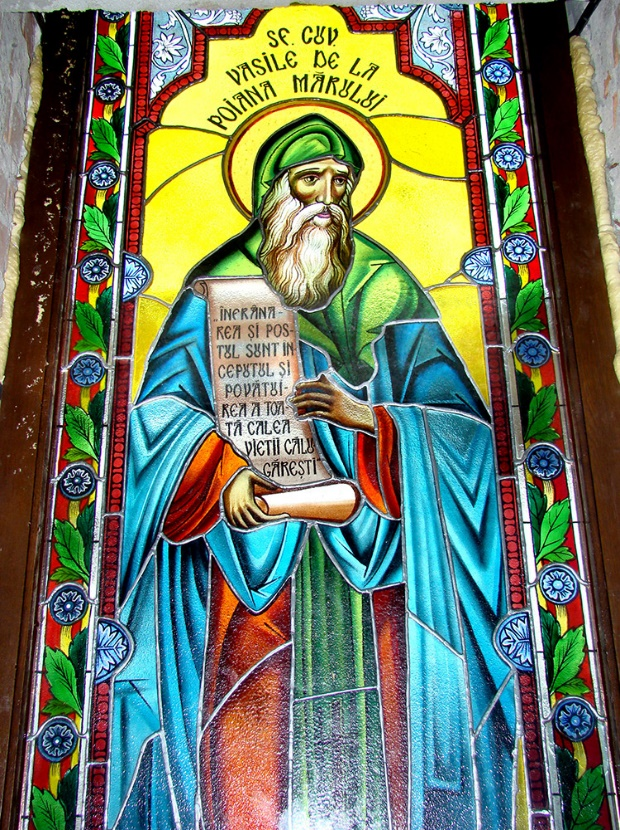 SF. CUV.
VASILE DE LA
POIANA MĂRULUI
„ÎNFRÂNA-
REA SI POS-
TUL SUNT ÎN
CEPUTUL ȘI
POVĂȚUI-
REA A TOA-
TĂ CALEA
VIEȚII CĂLU
GĂREȘTI"